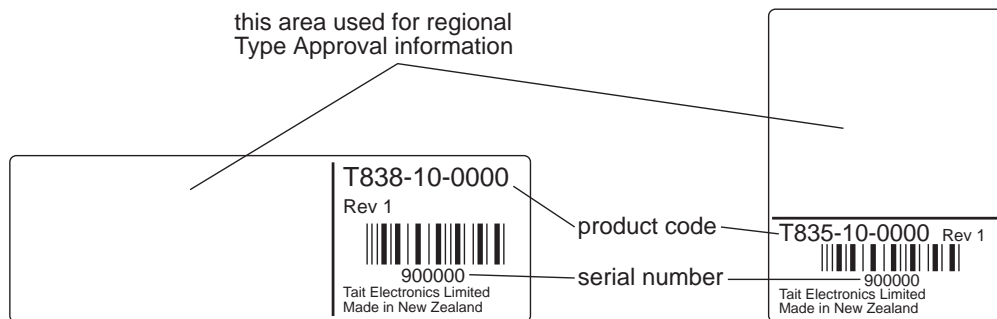 this area used for regional
Type Approval information
T838-10-0000
Rev 1
900000
Tait Electronics Limited
Made in New Zealand
product code
serial number
T835-10-0000 Rev 1
900000
Tait Electronics Limited
Made in New Zealand